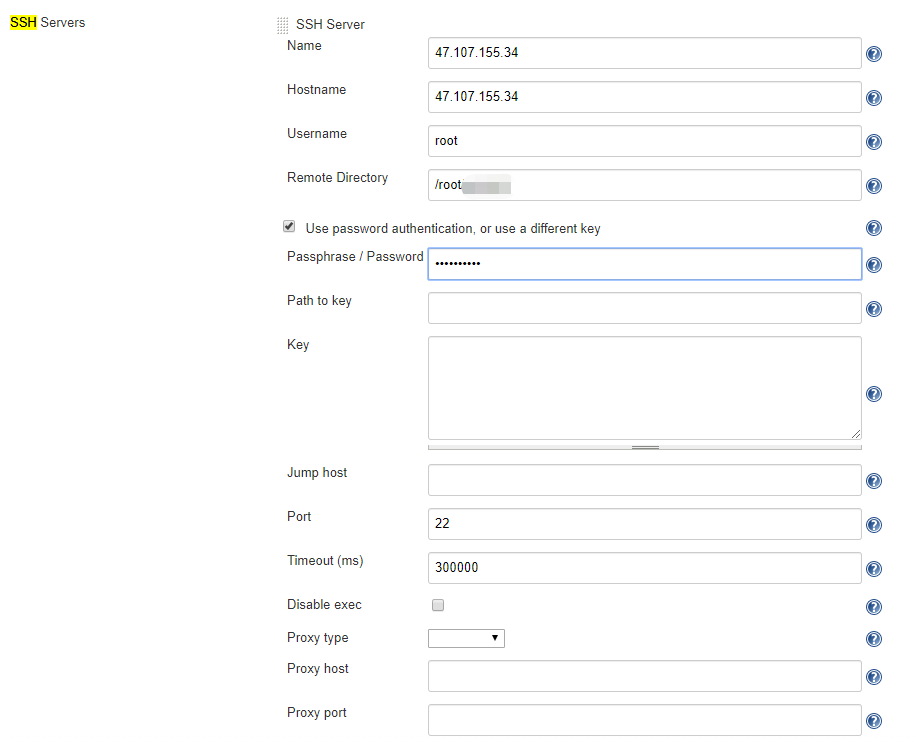 SSH Servers
SSH Server
Name
47.107.155.34
Hostname
47.107.155.34
Username
root
Remote Directory
/root/
Use password authentication, or use a different key
Passphrase / Password
••••••••••
Path to key
Key
Jump host
Port
22
Timeout (ms)
300000
Disable exec
Proxy type
Proxy host
Proxy port